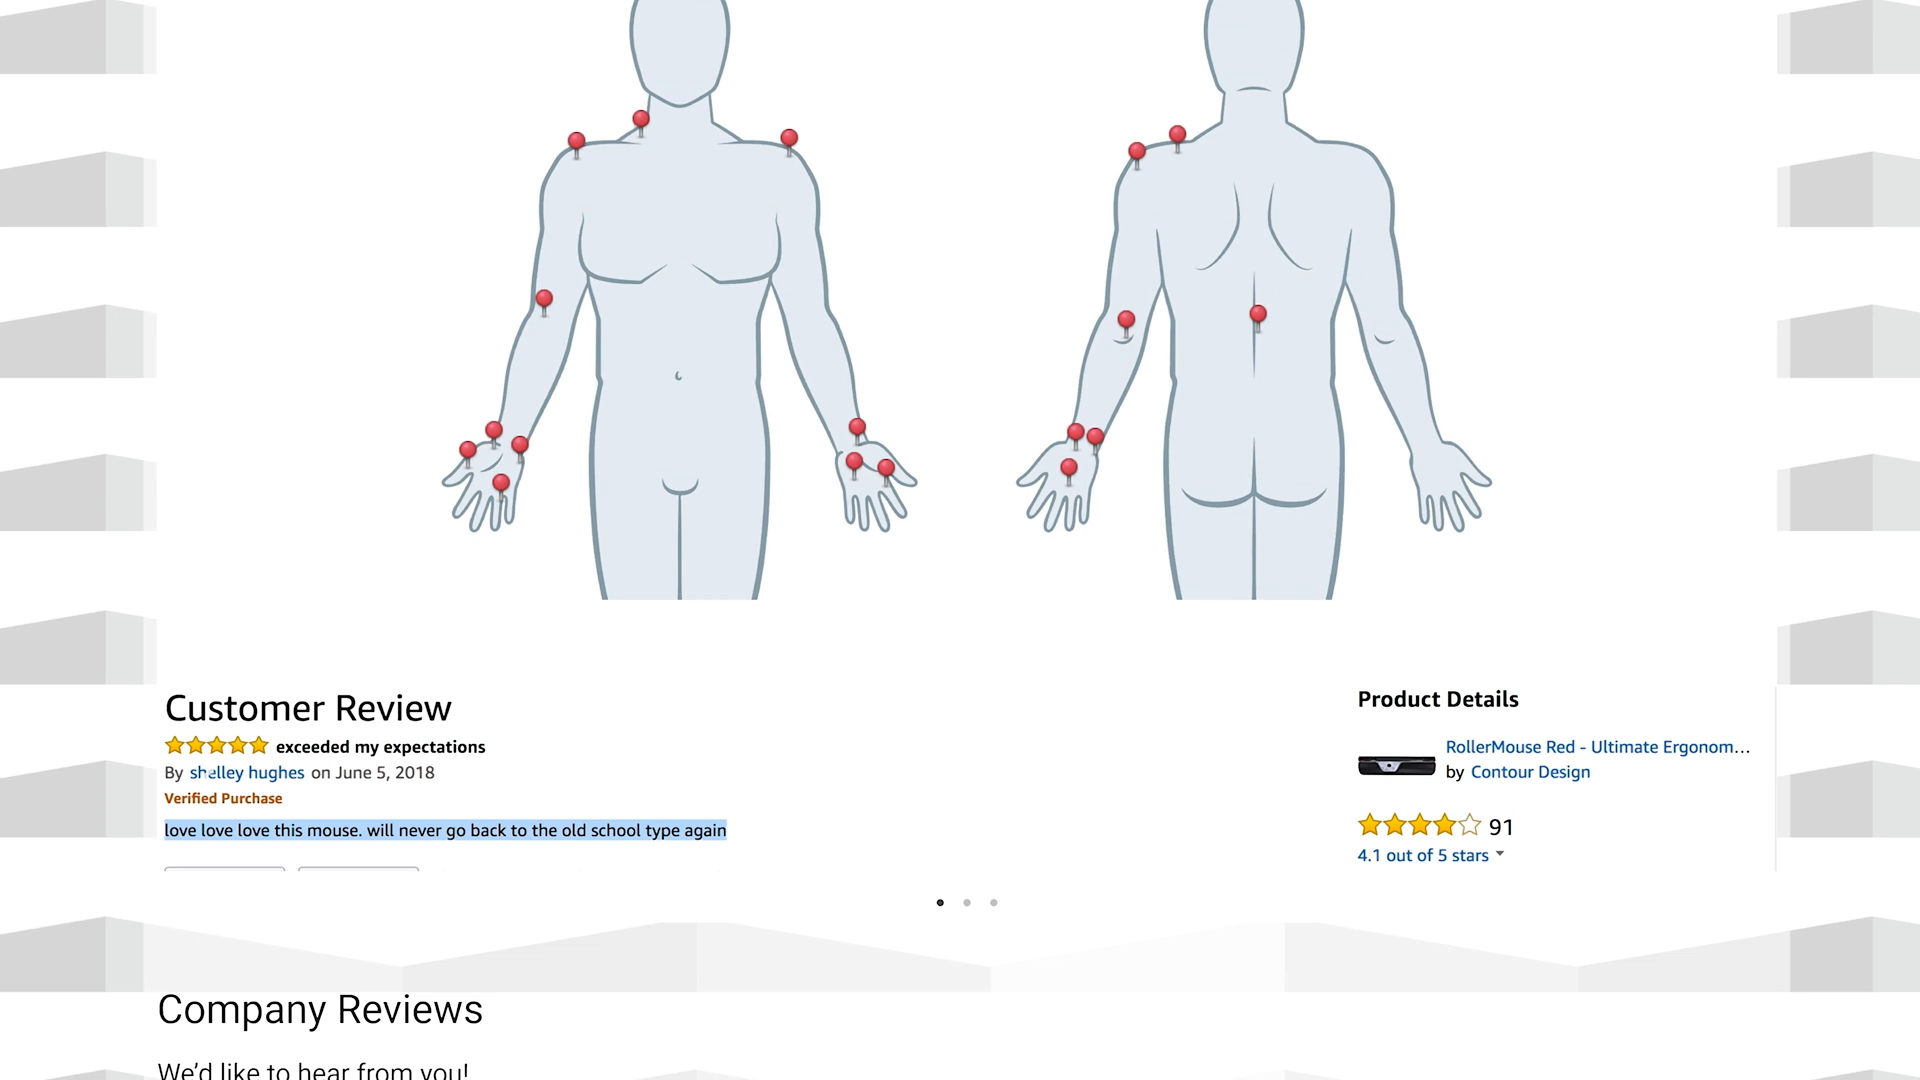 Customer Review
exceeded my expectations
By shelley hughes on June 5, 2018
Verified Purchase
love love love this mouse. will never go back to the old school type again
Product Details
RollerMouse Red - Ultimate Ergonom...
by Contour Design
91
4.1 out of 5 stars
Company Reviews
We'd like to hear from you!